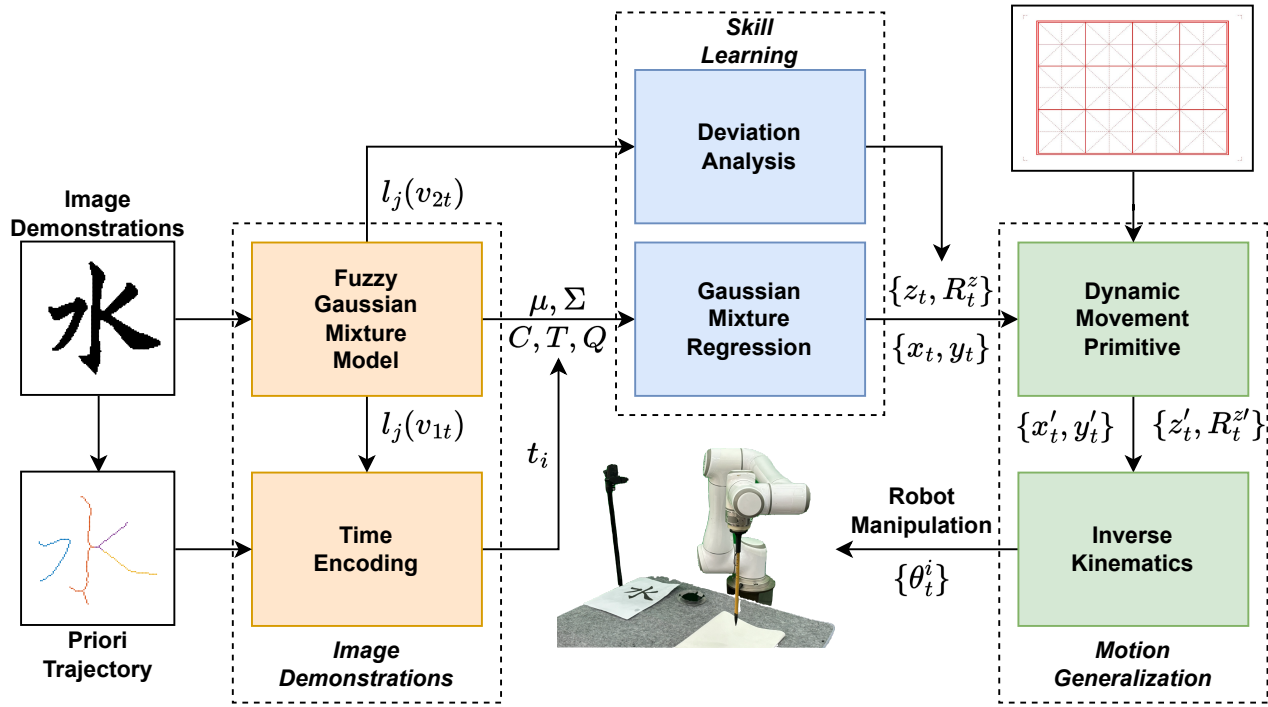 Skill
Learning
Deviation
Analysis
Image
Demonstrations
水
l_j(v_{2t})
Fuzzy
Gaussian
Mixture
Model
μ, Σ
C, T, Q
Gaussian
Mixture
Regression
{z_t, R_t^z}
{x_t, y_t}
Dynamic
Movement
Primitive
l_j(v_{1t})
t_i
{x'_t, y'_t}
{z'_t, R_t^{z'}}
水
Time
Encoding
水
Robot
Manipulation
{θ_t^i}
Inverse
Kinematics
Priori
Trajectory
Image
Demonstrations
Motion
Generalization